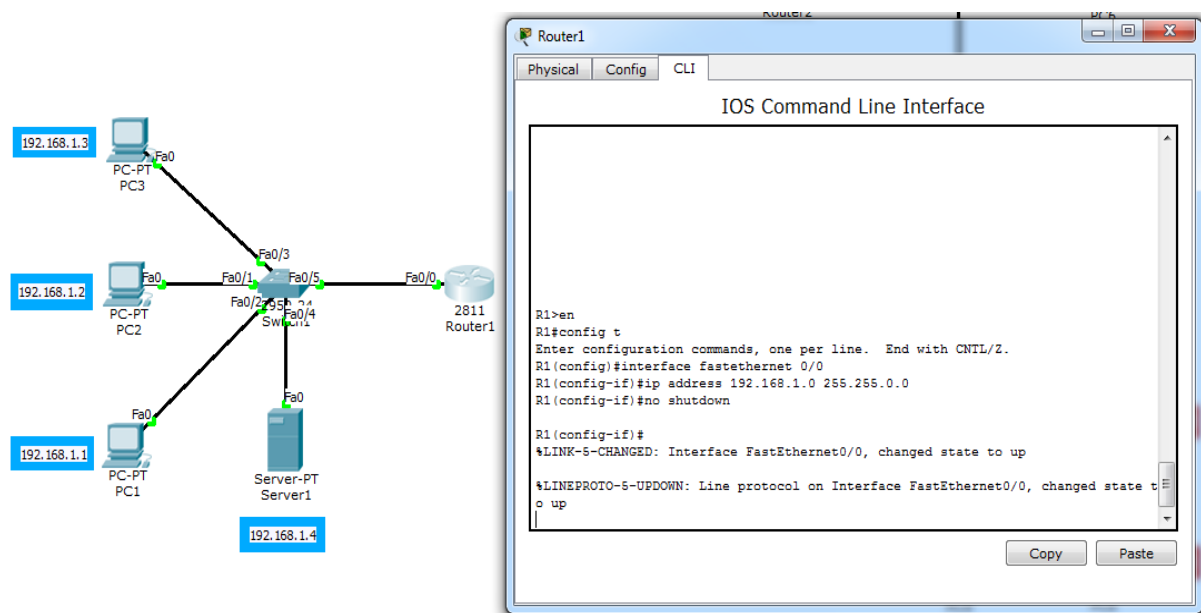 Router2
PC6
Router1
Physical
Config
CLI
IOS Command Line Interface
R1>en
R1#config t
Enter configuration commands, one per line.  End with CNTL/Z.
R1(config)#interface fastethernet 0/0
R1(config-if)#ip address 192.168.1.0 255.255.0.0
R1(config-if)#no shutdown
R1(config-if)#
%LINK-5-CHANGED: Interface FastEthernet0/0, changed state to up
%LINEPROTO-5-UPDOWN: Line protocol on Interface FastEthernet0/0, changed state t
o up
Copy
Paste
192.168.1.3
Fa0
PC-PT
PC3
Fa0/3
192.168.1.2
Fa0
Fa0/1
Fa0/5
Fa0/0
PC-PT
PC2
Fa0/2
2950-24
Fa0/4
Switch1
2811
Router1
Fa0
192.168.1.1
PC-PT
PC1
Fa0
Server-PT
Server1
192.168.1.4